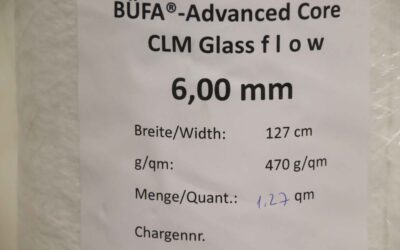 BÜFA®-Advanced Core
CLM Glass f l o w
6,00 mm
Breite/Width: 127 cm
g/qm: 470 g/qm
Menge/Quant.: 1,27 qm
Chargennr.